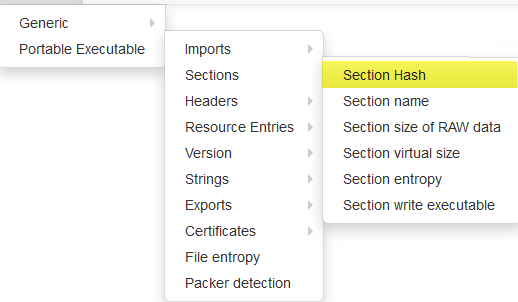 Generic
Portable Executable
Imports
Sections
Headers
Resource Entries
Version
Strings
Exports
Certificates
File entropy
Packer detection
Section Hash
Section name
Section size of RAW data
Section virtual size
Section entropy
Section write executable